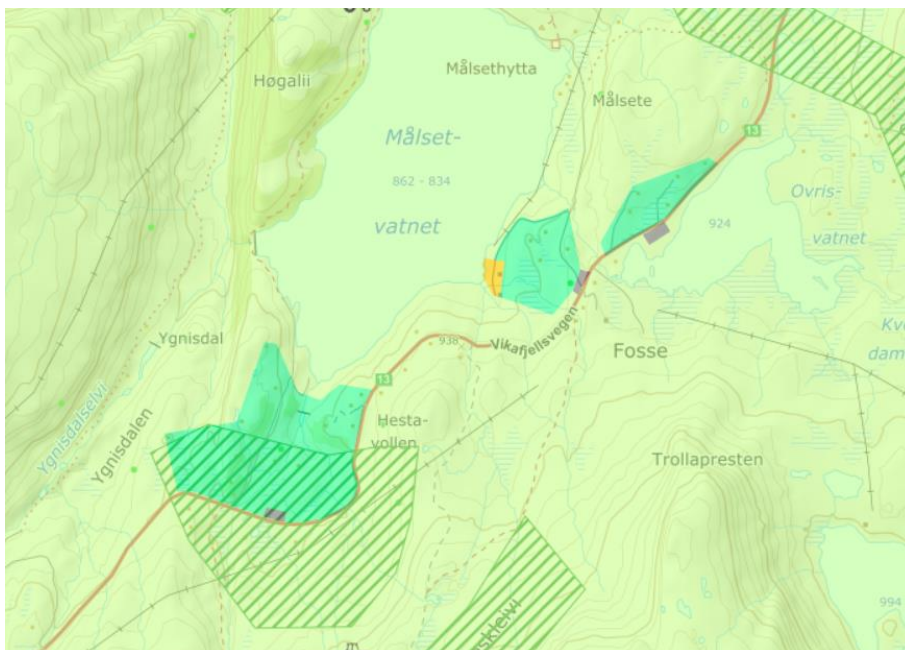 Høgalii
Målsethytta
Målsete
Målset-
862 - 834
vatnet
13
924
Ovris-
vatnet
Ygnisdal
938
Vikafjellsvegen
Fosse
Kv
dam
13
Hesta-
vollen
Ygnisdalselvi
Ygnisdalen
Trollapresten
skleivi
994